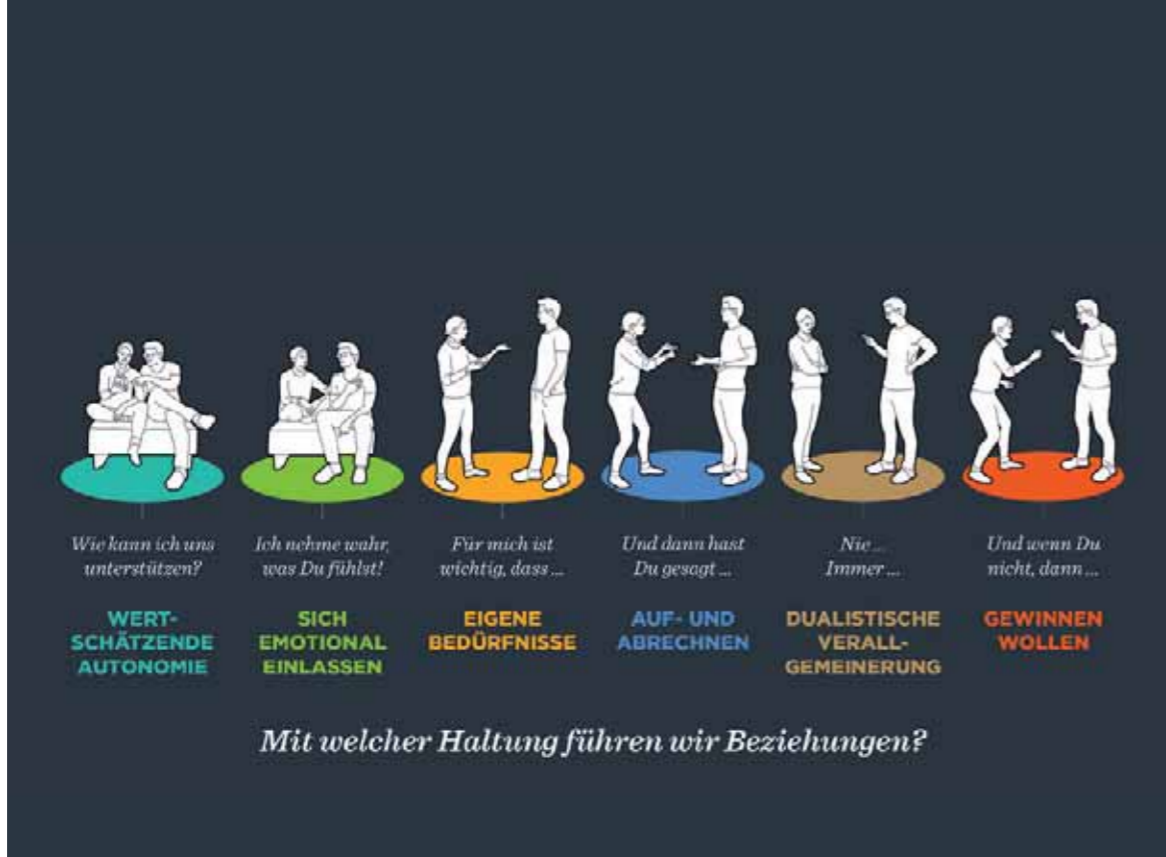 Wie kann ich uns
unterstützen?
WERT-
SCHÄTZENDE
AUTONOMIE
Ich nehme wahr,
was Du fühlst!
SICH
EMOTIONAL
EINLASSEN
Für mich ist
wichtig, dass ...
EIGENE
BEDÜRFNISSE
Und dann hast
Du gesagt ...
AUF- UND
ABRECHNEN
Nie ...
Immer ...
DUALISTISCHE
VERALL-
GEMEINERUNG
Und wenn Du
nicht, dann ...
GEWINNEN
WOLLEN
Mit welcher Haltung führen wir Beziehungen?